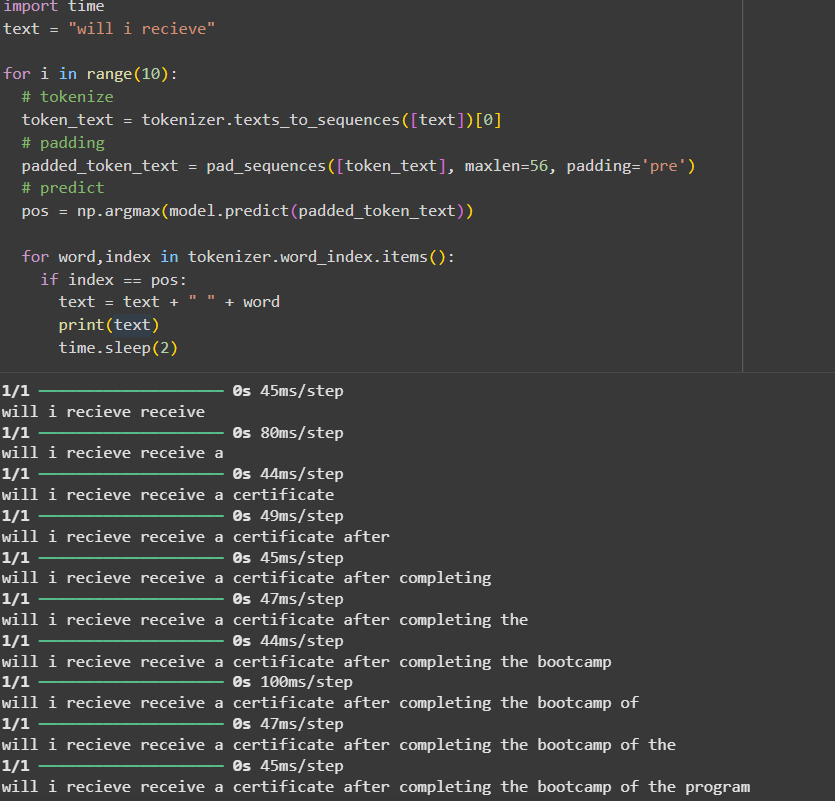 import time
text = "will i recieve"
for i in range(10):
# tokenize
token_text = tokenizer.texts_to_sequences([text])[0]
# padding
padded_token_text = pad_sequences([token_text], maxlen=56, padding='pre')
# predict
pos = np.argmax(model.predict(padded_token_text))
for word,index in tokenizer.word_index.items():
if index == pos:
text = text + " " + word
print(text)
time.sleep(2)
1/1 0s 45ms/step
will i recieve receive
1/1 0s 80ms/step
will i recieve receive a
1/1 0s 44ms/step
will i recieve receive a certificate
1/1 0s 49ms/step
will i recieve receive a certificate after
1/1 0s 45ms/step
will i recieve receive a certificate after completing
1/1 0s 47ms/step
will i recieve receive a certificate after completing the
1/1 0s 44ms/step
will i recieve receive a certificate after completing the bootcamp
1/1 0s 100ms/step
will i recieve receive a certificate after completing the bootcamp of
1/1 0s 47ms/step
will i recieve receive a certificate after completing the bootcamp of the
1/1 0s 45ms/step
will i recieve receive a certificate after completing the bootcamp of the program